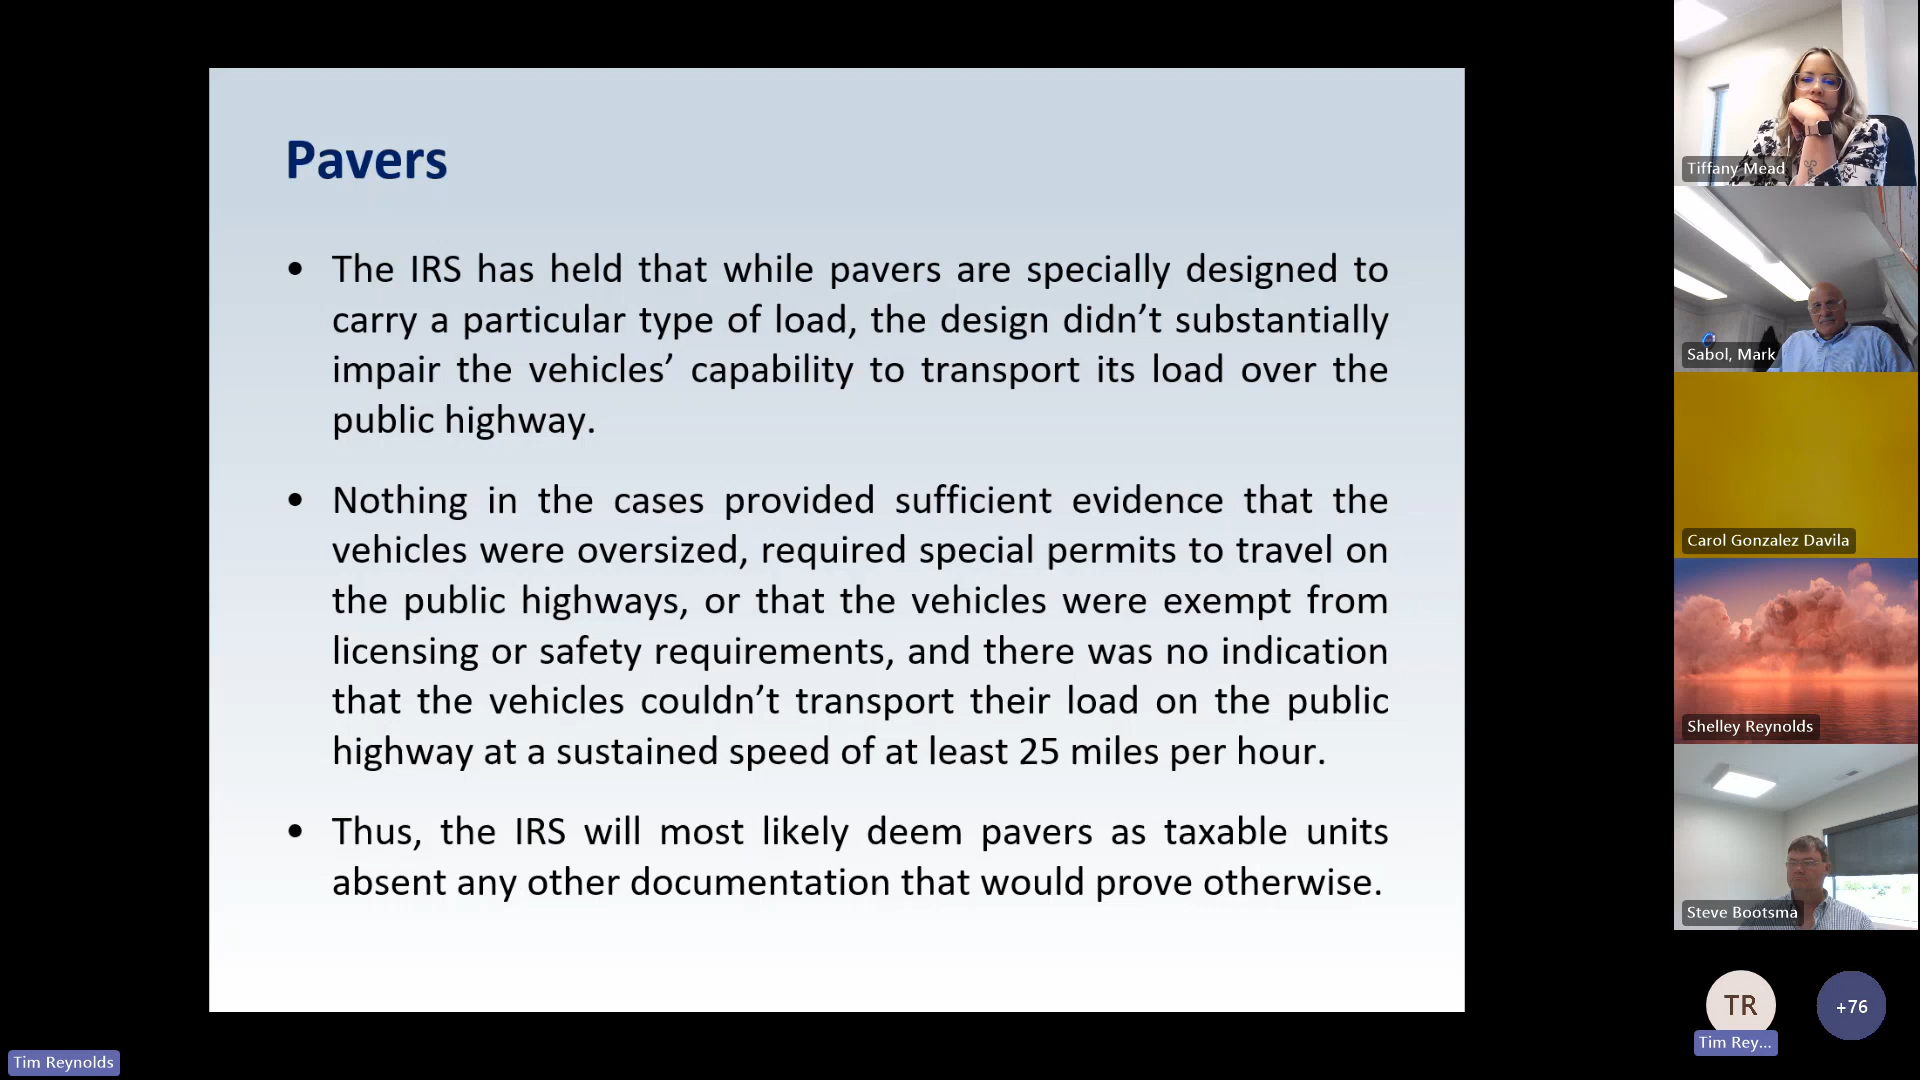 Pavers
• The IRS has held that while pavers are specially designed to
carry a particular type of load, the design didn’t substantially
impair the vehicles’ capability to transport its load over the
public highway.
• Nothing in the cases provided sufficient evidence that the
vehicles were oversized, required special permits to travel on
the public highways, or that the vehicles were exempt from
licensing or safety requirements, and there was no indication
that the vehicles couldn’t transport their load on the public
highway at a sustained speed of at least 25 miles per hour.
• Thus, the IRS will most likely deem pavers as taxable units
absent any other documentation that would prove otherwise.
Tiffany Mead
Sabol, Mark
Carol Gonzalez Davila
Shelley Reynolds
Steve Bootsma
TR
+76
Tim Rey...
Tim Reynolds